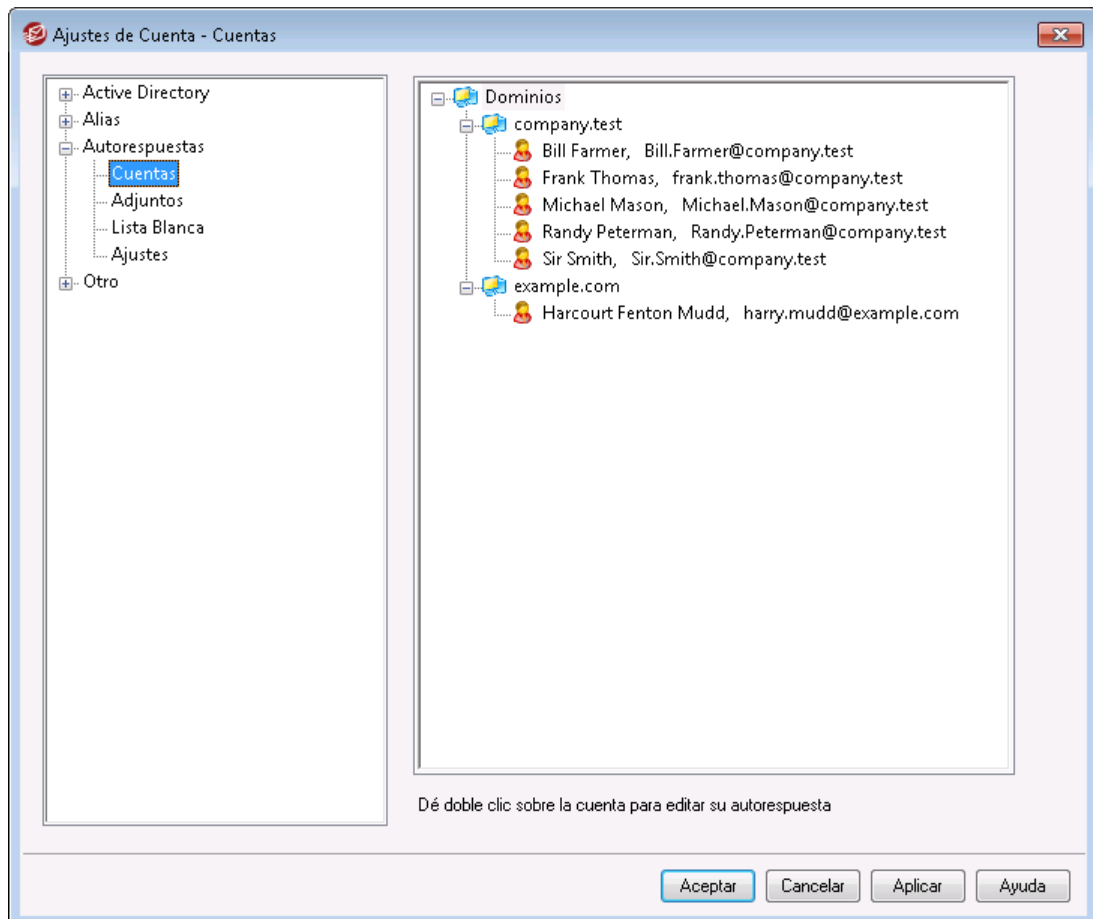 Ajustes de Cuenta - Cuentas
Active Directory
Alias
Autorespuestas
Cuentas
Adjuntos
Lista Blanca
Ajustes
Otro
Dominios
company.test
Bill Farmer, Bill.Farmer@company.test
Frank Thomas, frank.thomas@company.test
Michael Mason, Michael.Mason@company.test
Randy Peterman, Randy.Peterman@company.test
Sir Smith, Sir.Smith@company.test
example.com
Harcourt Fenton Mudd, harry.mudd@example.com
Dé doble clic sobre la cuenta para editar su autorespuesta
Aceptar Cancelar Aplicar Ayuda